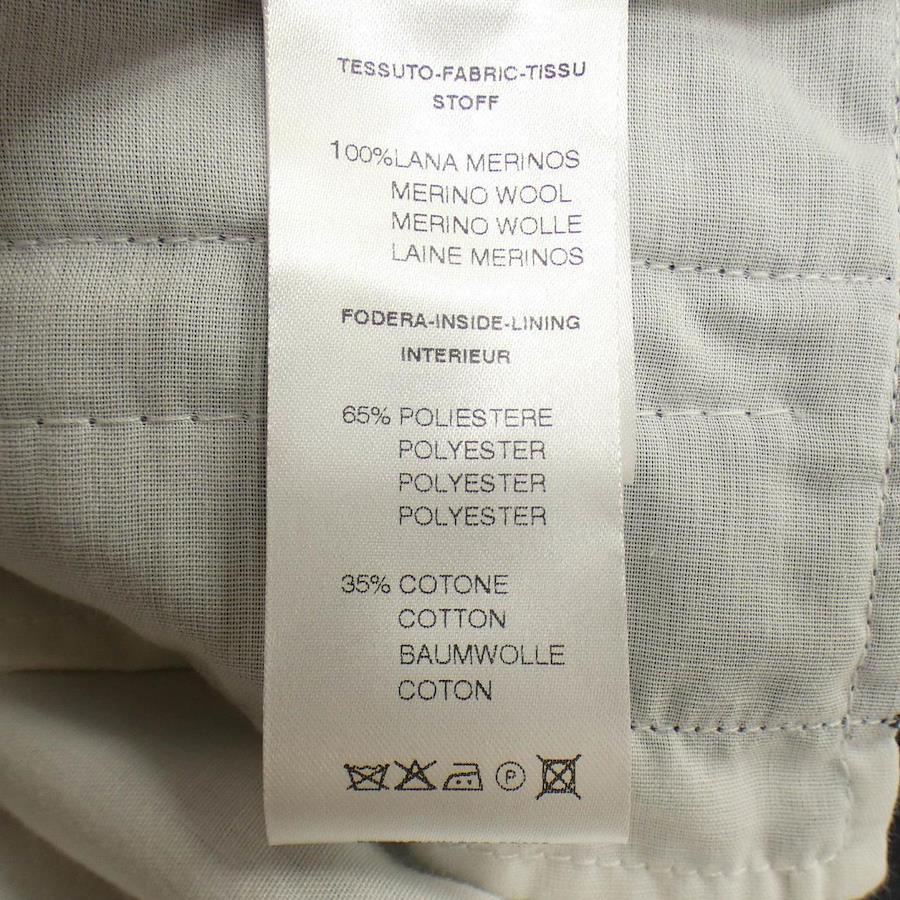 TESSUTO-FABRIC-TISSU
STOFF
100%LANA MERINOS
MERINO WOOL
MERINO WOLLE
LAINE MERINOS
FODERA-INSIDE-LINING
INTERIEUR
65% POLIESTERE
POLYESTER
POLYESTER
POLYESTER
35% COTONE
COTTON
BAUMWOLLE
COTON
P